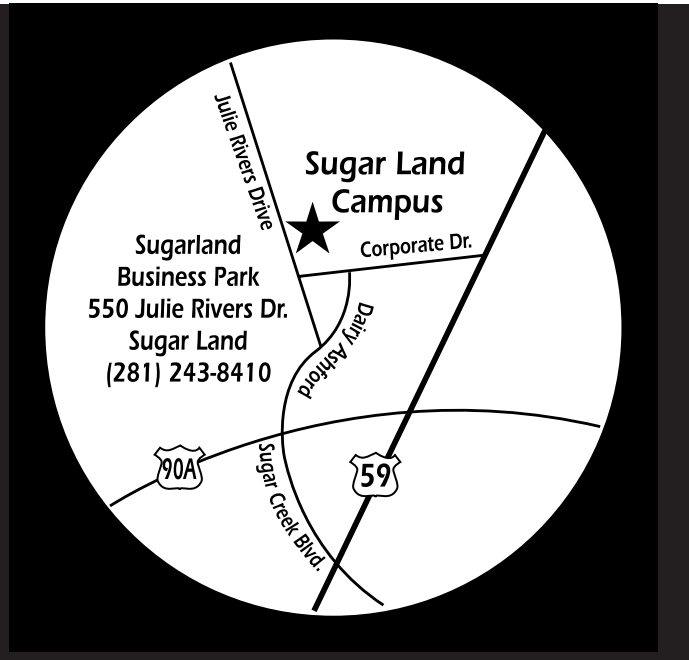 Julie Rivers Drive
Sugar Land
Campus
Corporate Dr.
Sugarland
Business Park
550 Julie Rivers Dr.
Sugar Land
(281) 243-8410
Dairy Ashford
90A
59
Sugar Creek Blvd.